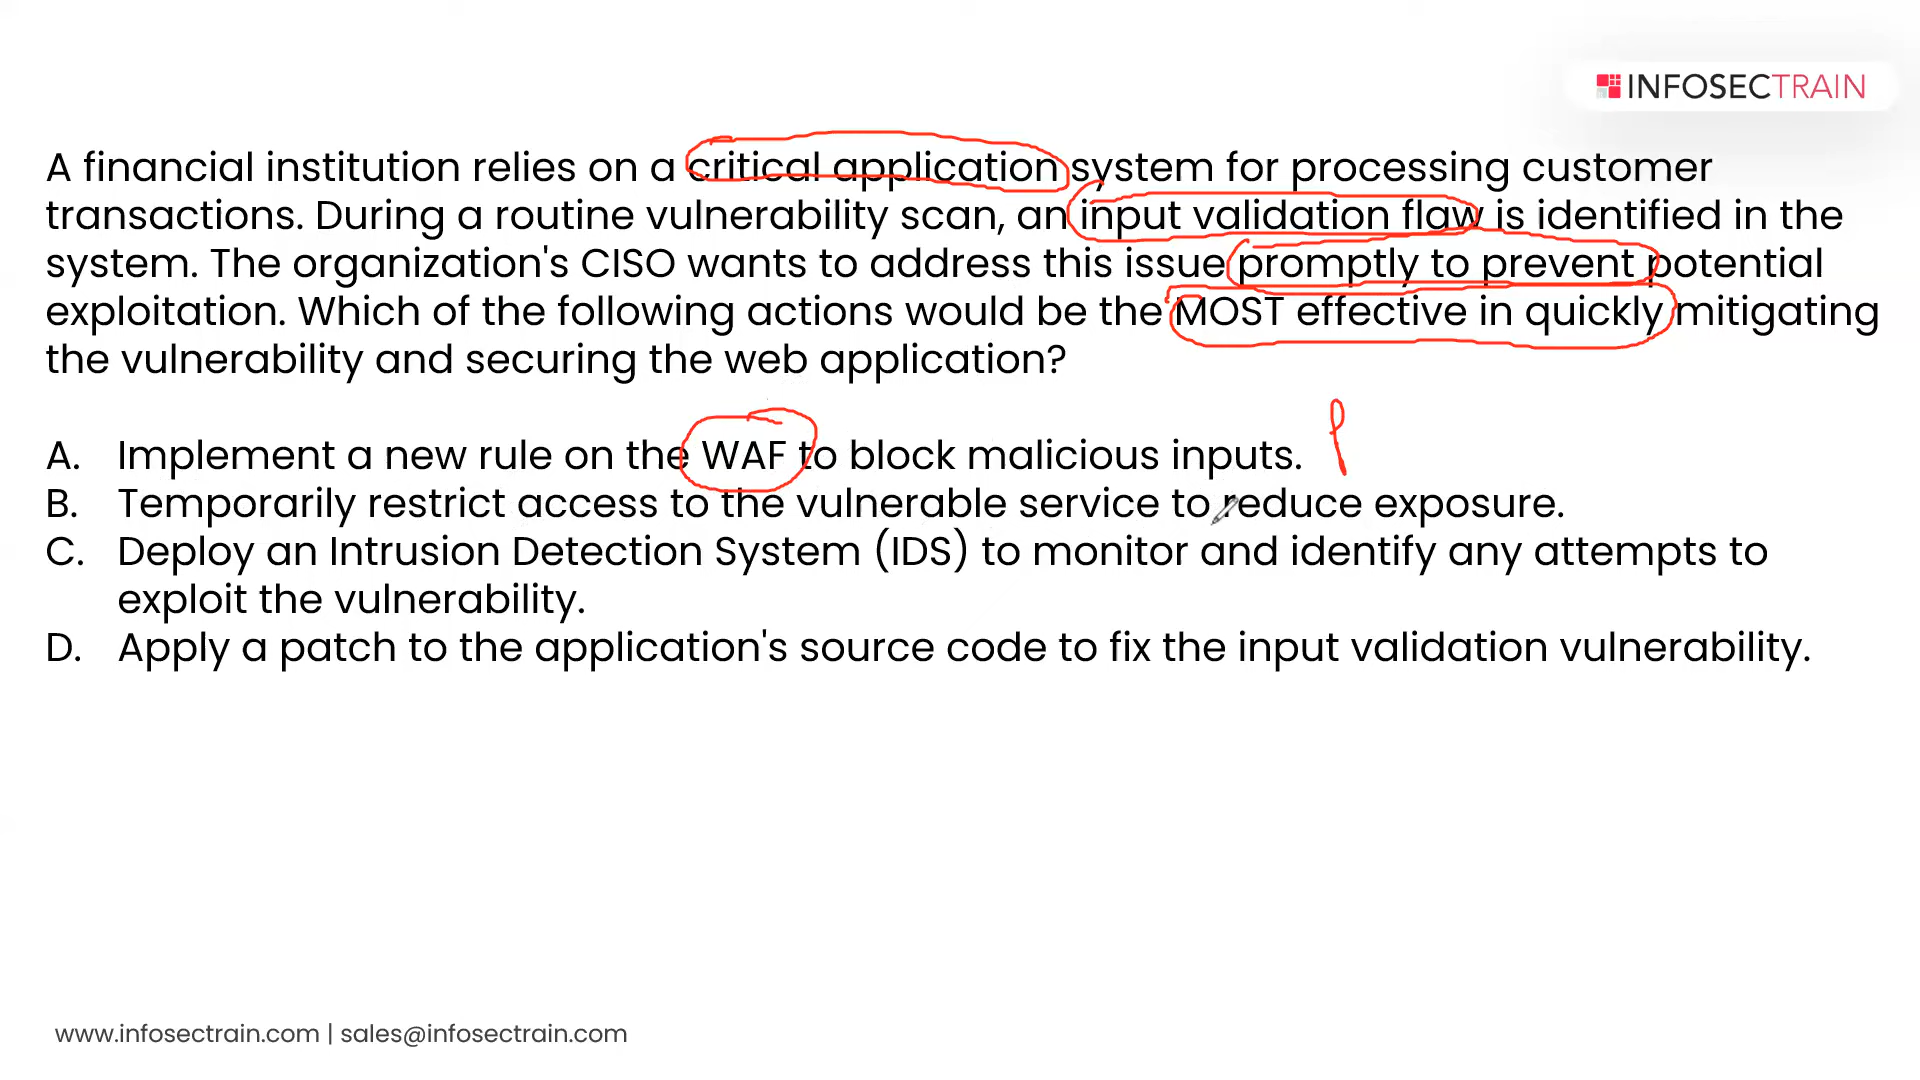 INFOSECTRAIN
A financial institution relies on a critical application system for processing customer
transactions. During a routine vulnerability scan, an input validation flaw is identified in the
system. The organization's CISO wants to address this issue promptly to prevent potential
exploitation. Which of the following actions would be the MOST effective in quickly mitigating
the vulnerability and securing the web application?
A. Implement a new rule on the WAF to block malicious inputs.
B. Temporarily restrict access to the vulnerable service to reduce exposure.
C. Deploy an Intrusion Detection System (IDS) to monitor and identify any attempts to
exploit the vulnerability.
D. Apply a patch to the application's source code to fix the input validation vulnerability.
www.infosectrain.com | sales@infosectrain.com